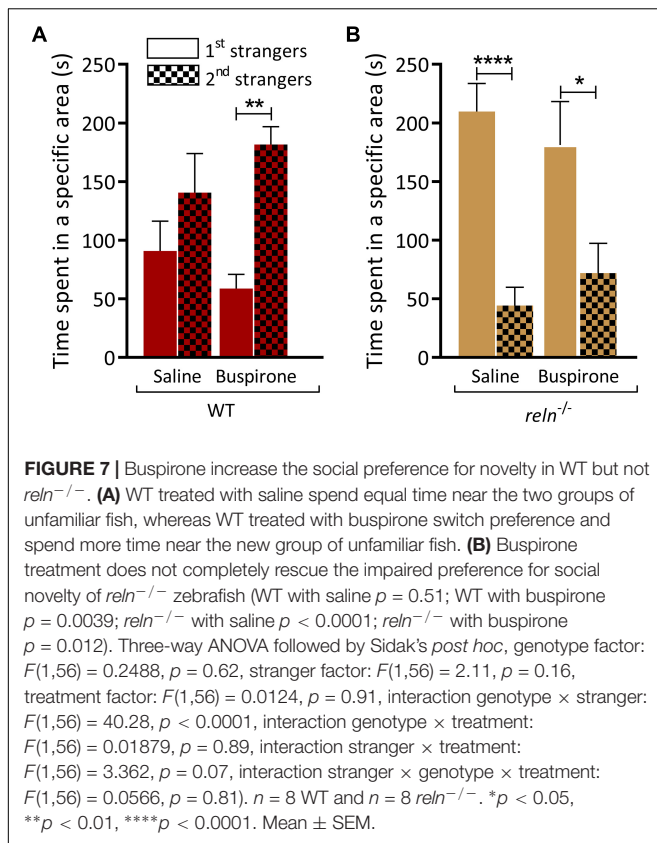 A
B
1st strangers
2nd strangers
Time spent in a specific area (s)
250
200
150
100
50
0
**
Saline Buspirone
WT
Time spent in a specific area (s)
250
200
150
100
50
0
****
*
Saline Buspirone
reln-/-
FIGURE 7 | Buspirone increase the social preference for novelty in WT but not
reln−/−. (A) WT treated with saline spend equal time near the two groups of
unfamiliar fish, whereas WT treated with buspirone switch preference and
spend more time near the new group of unfamiliar fish. (B) Buspirone
treatment does not completely rescue the impaired preference for social
novelty of reln−/− zebrafish (WT with saline p = 0.51; WT with buspirone
p = 0.0039; reln−/− with saline p < 0.0001; reln−/− with buspirone
p = 0.012). Three-way ANOVA followed by Sidak's post hoc, genotype factor:
F(1,56) = 0.2488, p = 0.62, stranger factor: F(1,56) = 2.11, p = 0.16,
treatment factor: F(1,56) = 0.0124, p = 0.91, interaction genotype × stranger:
F(1,56) = 40.28, p < 0.0001, interaction genotype × treatment:
F(1,56) = 0.01879, p = 0.89, interaction stranger × treatment:
F(1,56) = 3.362, p = 0.07, interaction stranger × genotype × treatment:
F(1,56) = 0.0566, p = 0.81). n = 8 WT and n = 8 reln−/−. *p < 0.05,
**p < 0.01, ****p < 0.0001. Mean ± SEM.